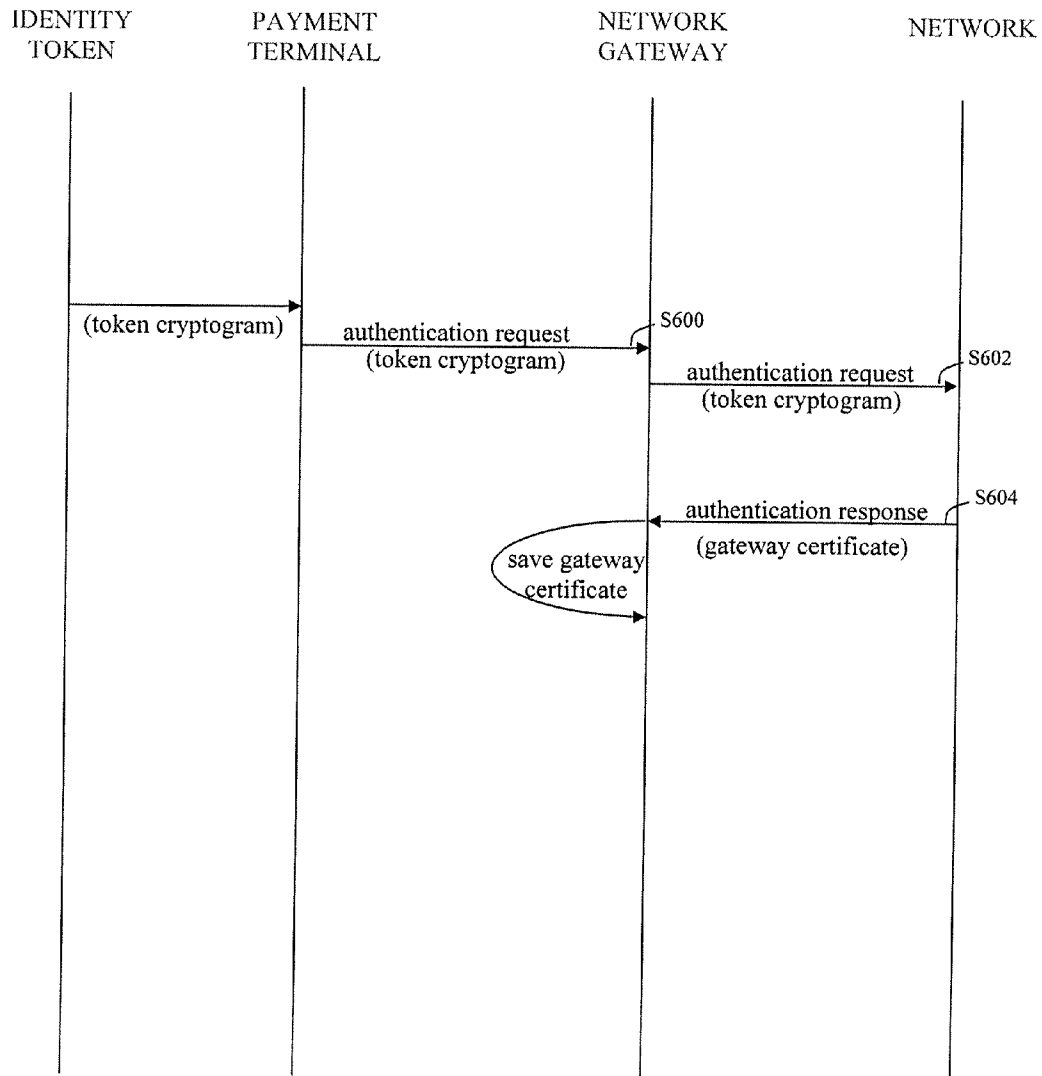 IDENTITY
TOKEN
PAYMENT
TERMINAL
NETWORK
GATEWAY
NETWORK
(token cryptogram)
authentication request
(token cryptogram)
S600
authentication request
(token cryptogram)
S602
authentication response
(gateway certificate)
S604
save gateway
certificate